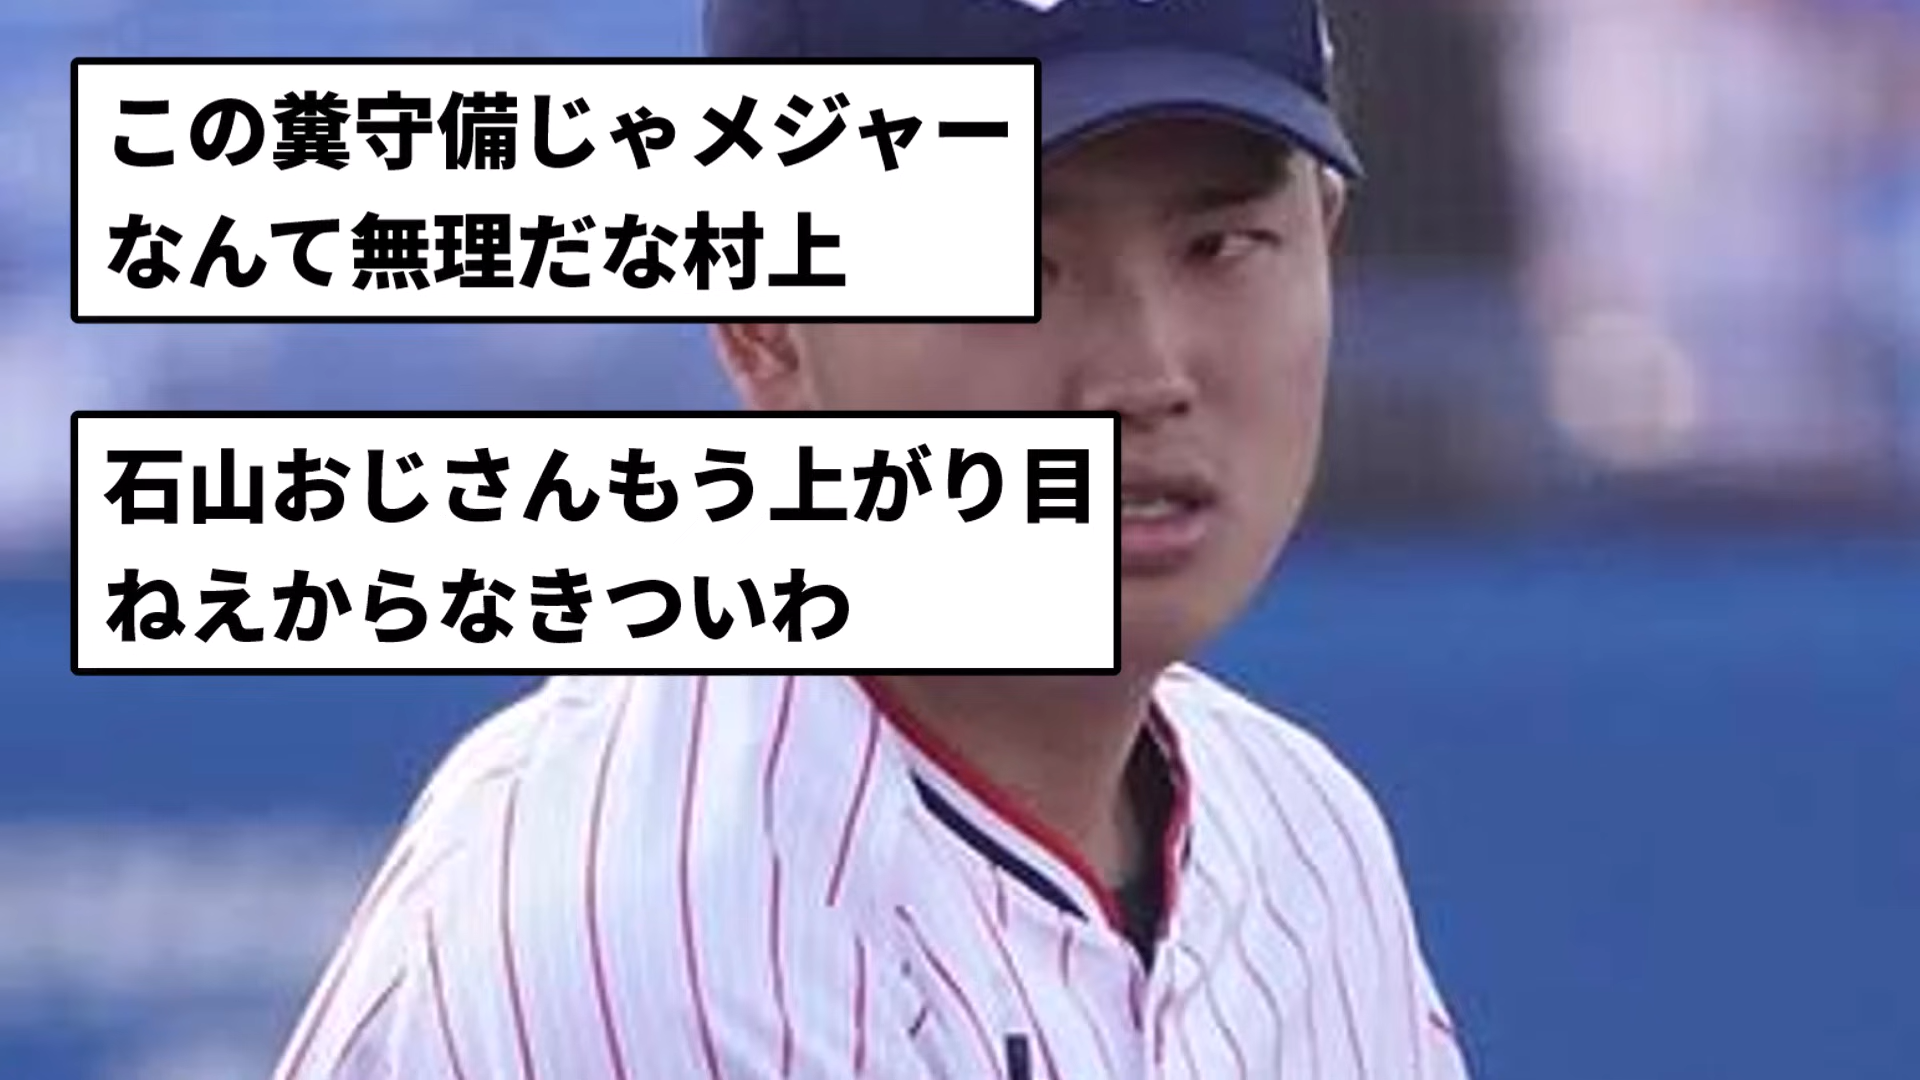 この糞守備じゃメジャー
なんて無理だな村上
石山おじさんもう上がり目
ねえからなきついわ